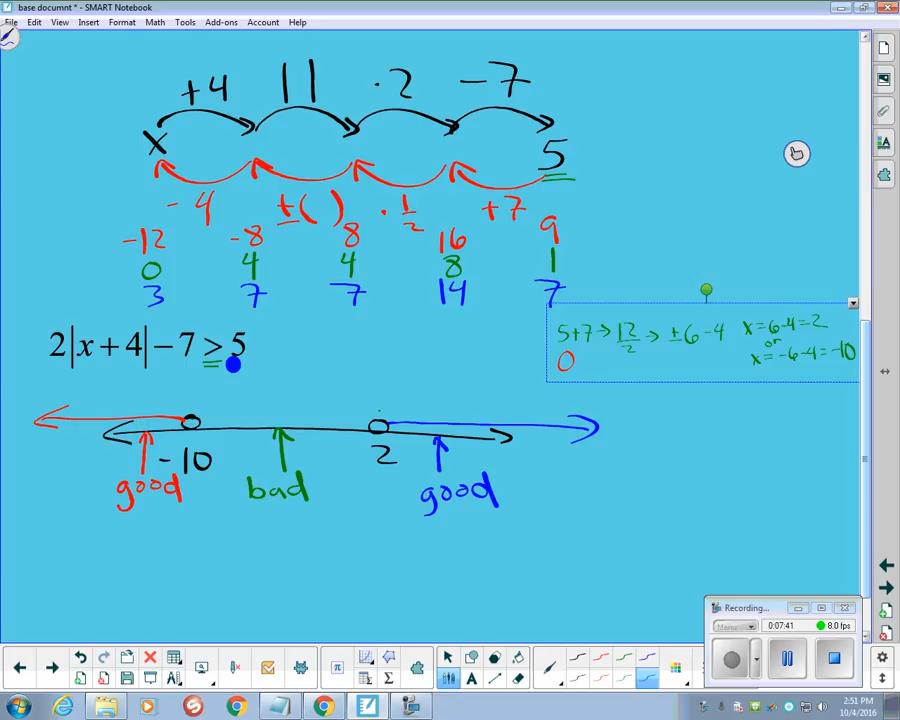 base documnt *
SMART Notebook
File Edit View Insert Format Math Tools Add-ons Account Help
+4 || ·2 −7
x 5
−4 ±( ) ·1/2 +7
−12 −8 8 16 9
0 4 4 8 1
3 7 7 14 7
5+7→12/2→±6−4 x=6−4=2
or
0 x=−6−4=−10
2|x+4|−7≥5
−10 2
good bad good
Recording...
Menu
0:07:41 8.0 fps
2:51 PM
10/4/2016